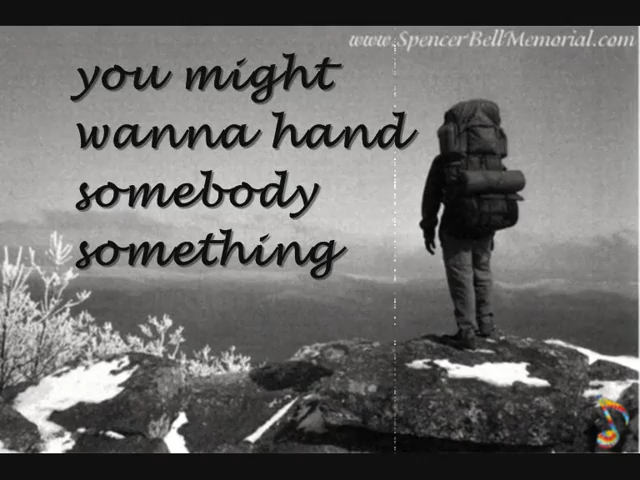 www.SpencerBellMemorial.com
you might
wanna hand
somebody
something